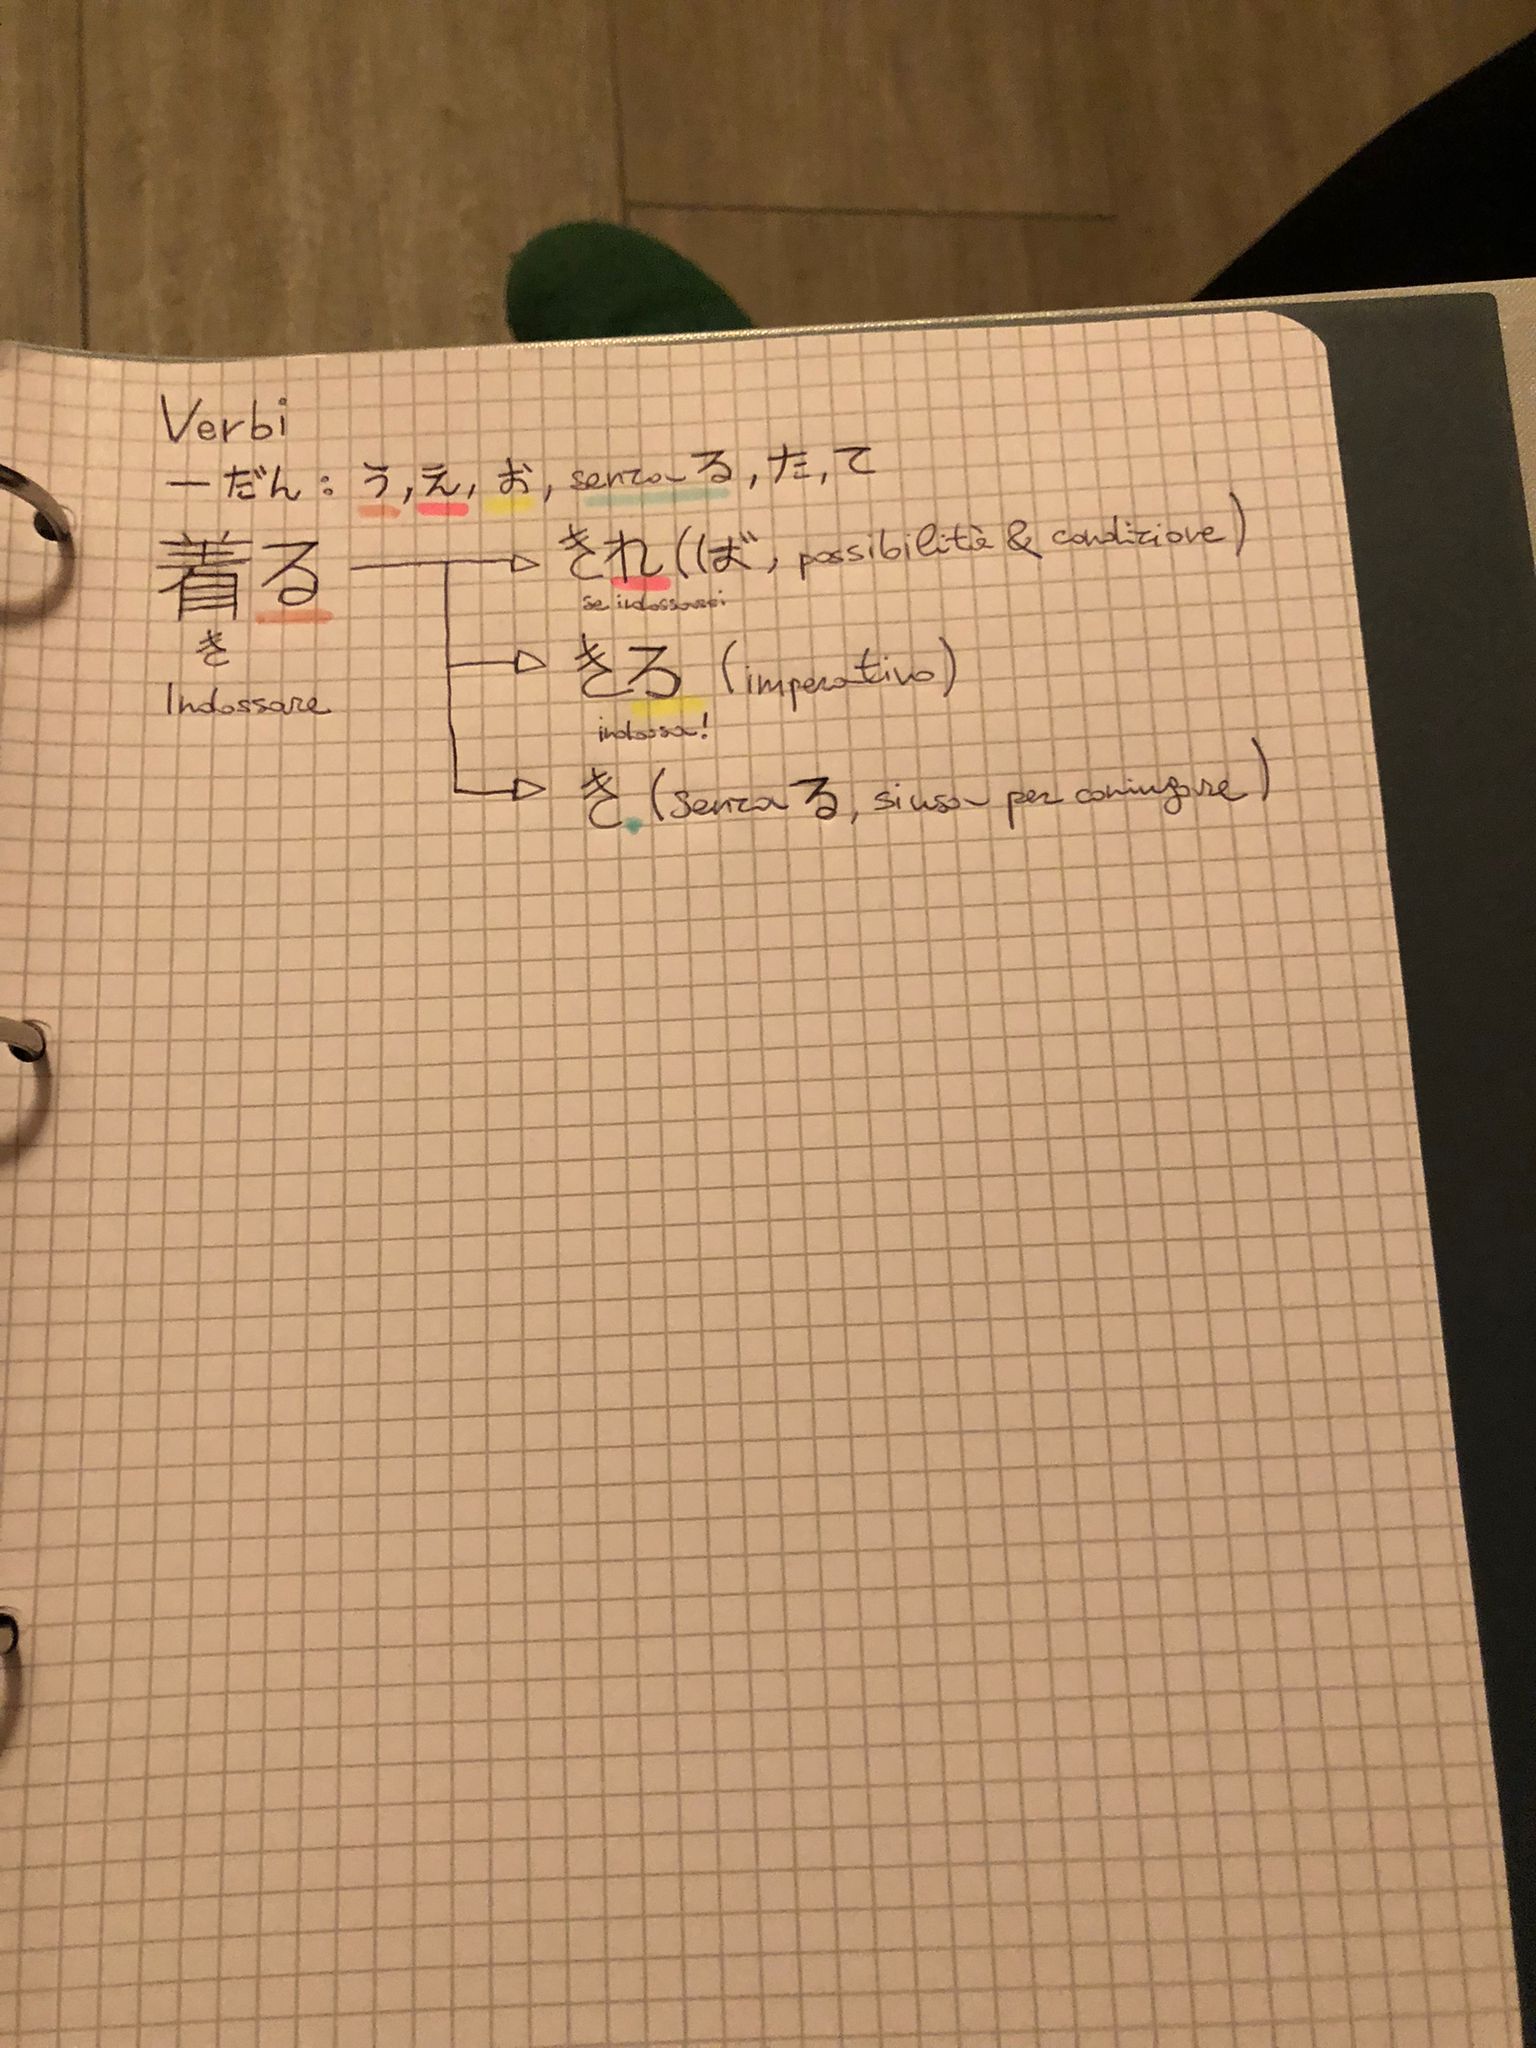 Verbi
一だん: う, え, お, senza る, た, て
着る
き
Indossare
きれ (ば, possibilità & condizione)
se indosserei
きろ (imperativo)
indossa!
き (senza る, si usa per coniugare)